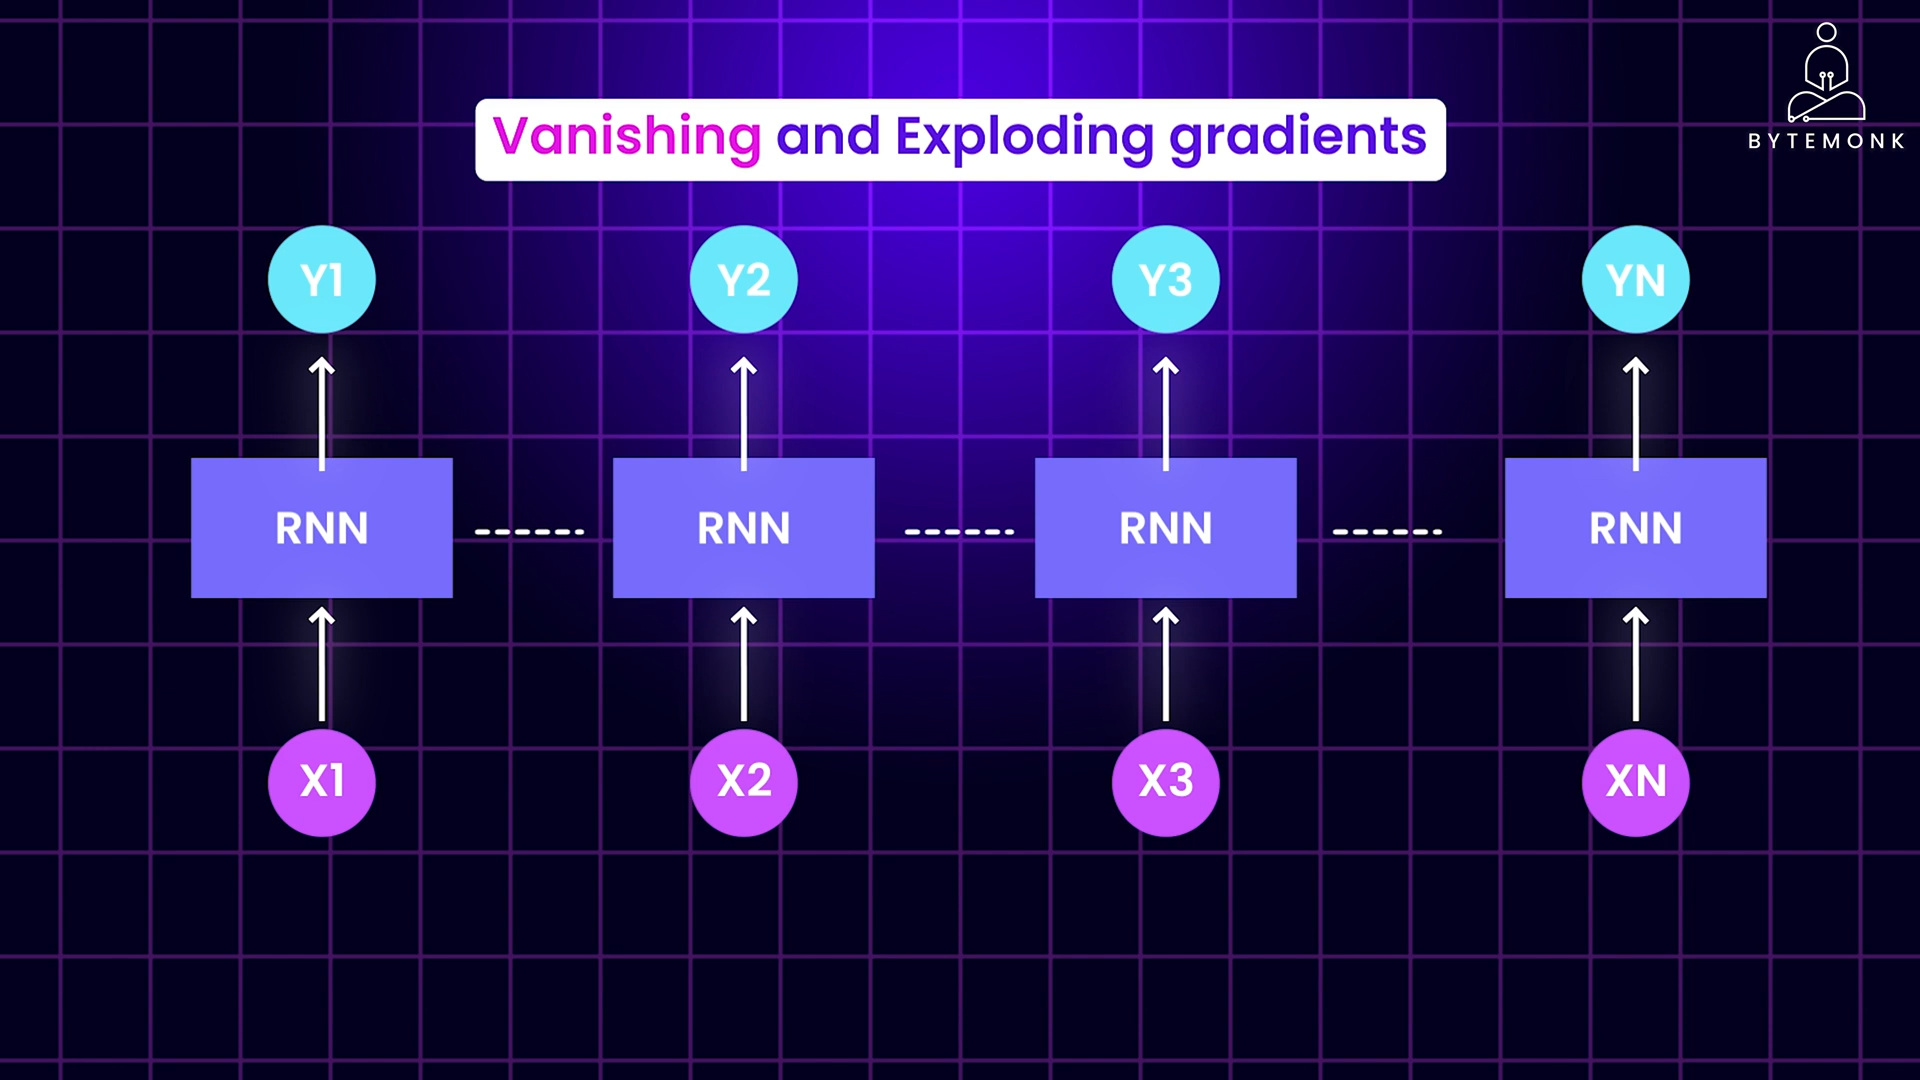 BYTEMONK
Vanishing and Exploding gradients
Y1 Y2 Y3 YN
RNN RNN RNN RNN
X1 X2 X3 XN